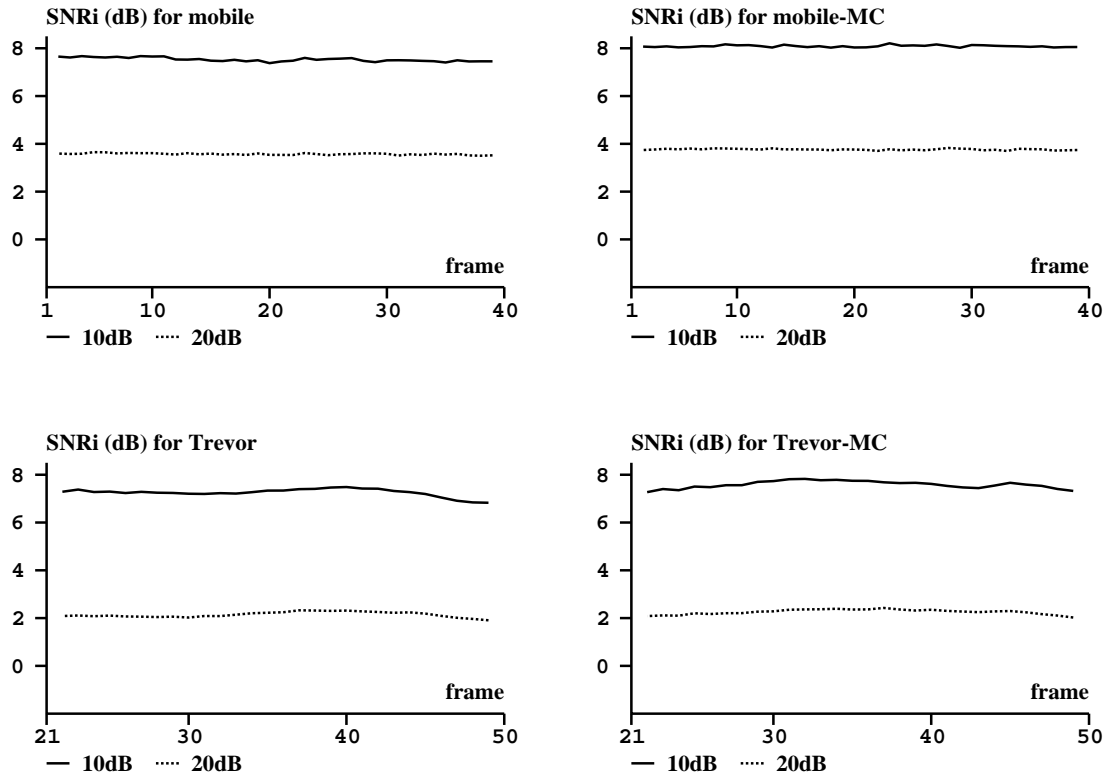 SNRi (dB) for mobile
8
6
4
2
0
frame
1 10 20 30 40
10dB 20dB
SNRi (dB) for mobile-MC
8
6
4
2
0
frame
1 10 20 30 40
10dB 20dB
SNRi (dB) for Trevor
8
6
4
2
0
frame
21 30 40 50
10dB 20dB
SNRi (dB) for Trevor-MC
8
6
4
2
0
frame
21 30 40 50
10dB 20dB